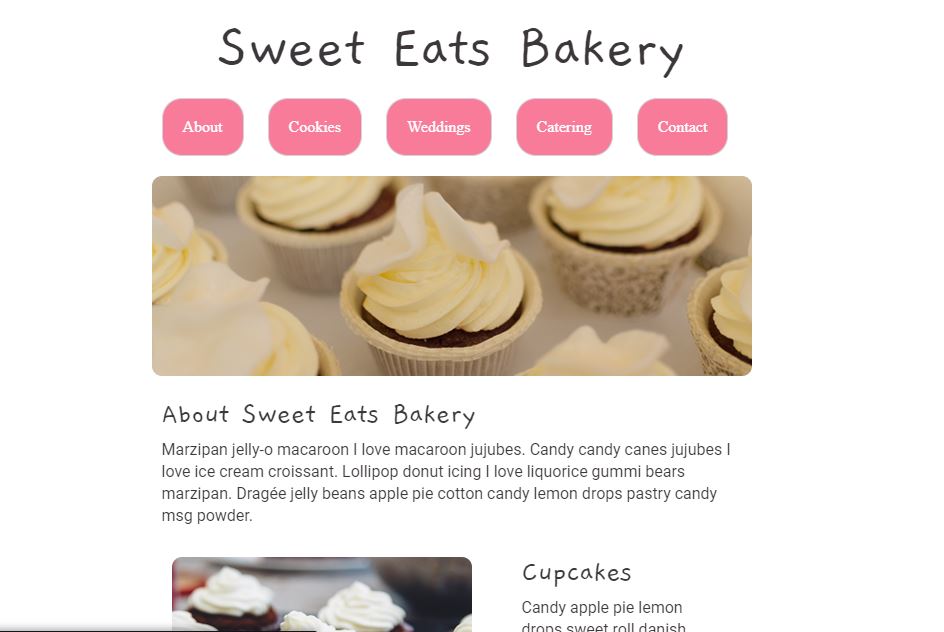 Sweet Eats Bakery
About Cookies Weddings Catering Contact
About Sweet Eats Bakery
Marzipan jelly-o macaroon I love macaroon jujubes. Candy candy canes jujubes I
love ice cream croissant. Lollipop donut icing I love liquorice gummi bears
marzipan. Dragée jelly beans apple pie cotton candy lemon drops pastry candy
msg powder.
Cupcakes
Candy apple pie lemon
drops sweet roll danish